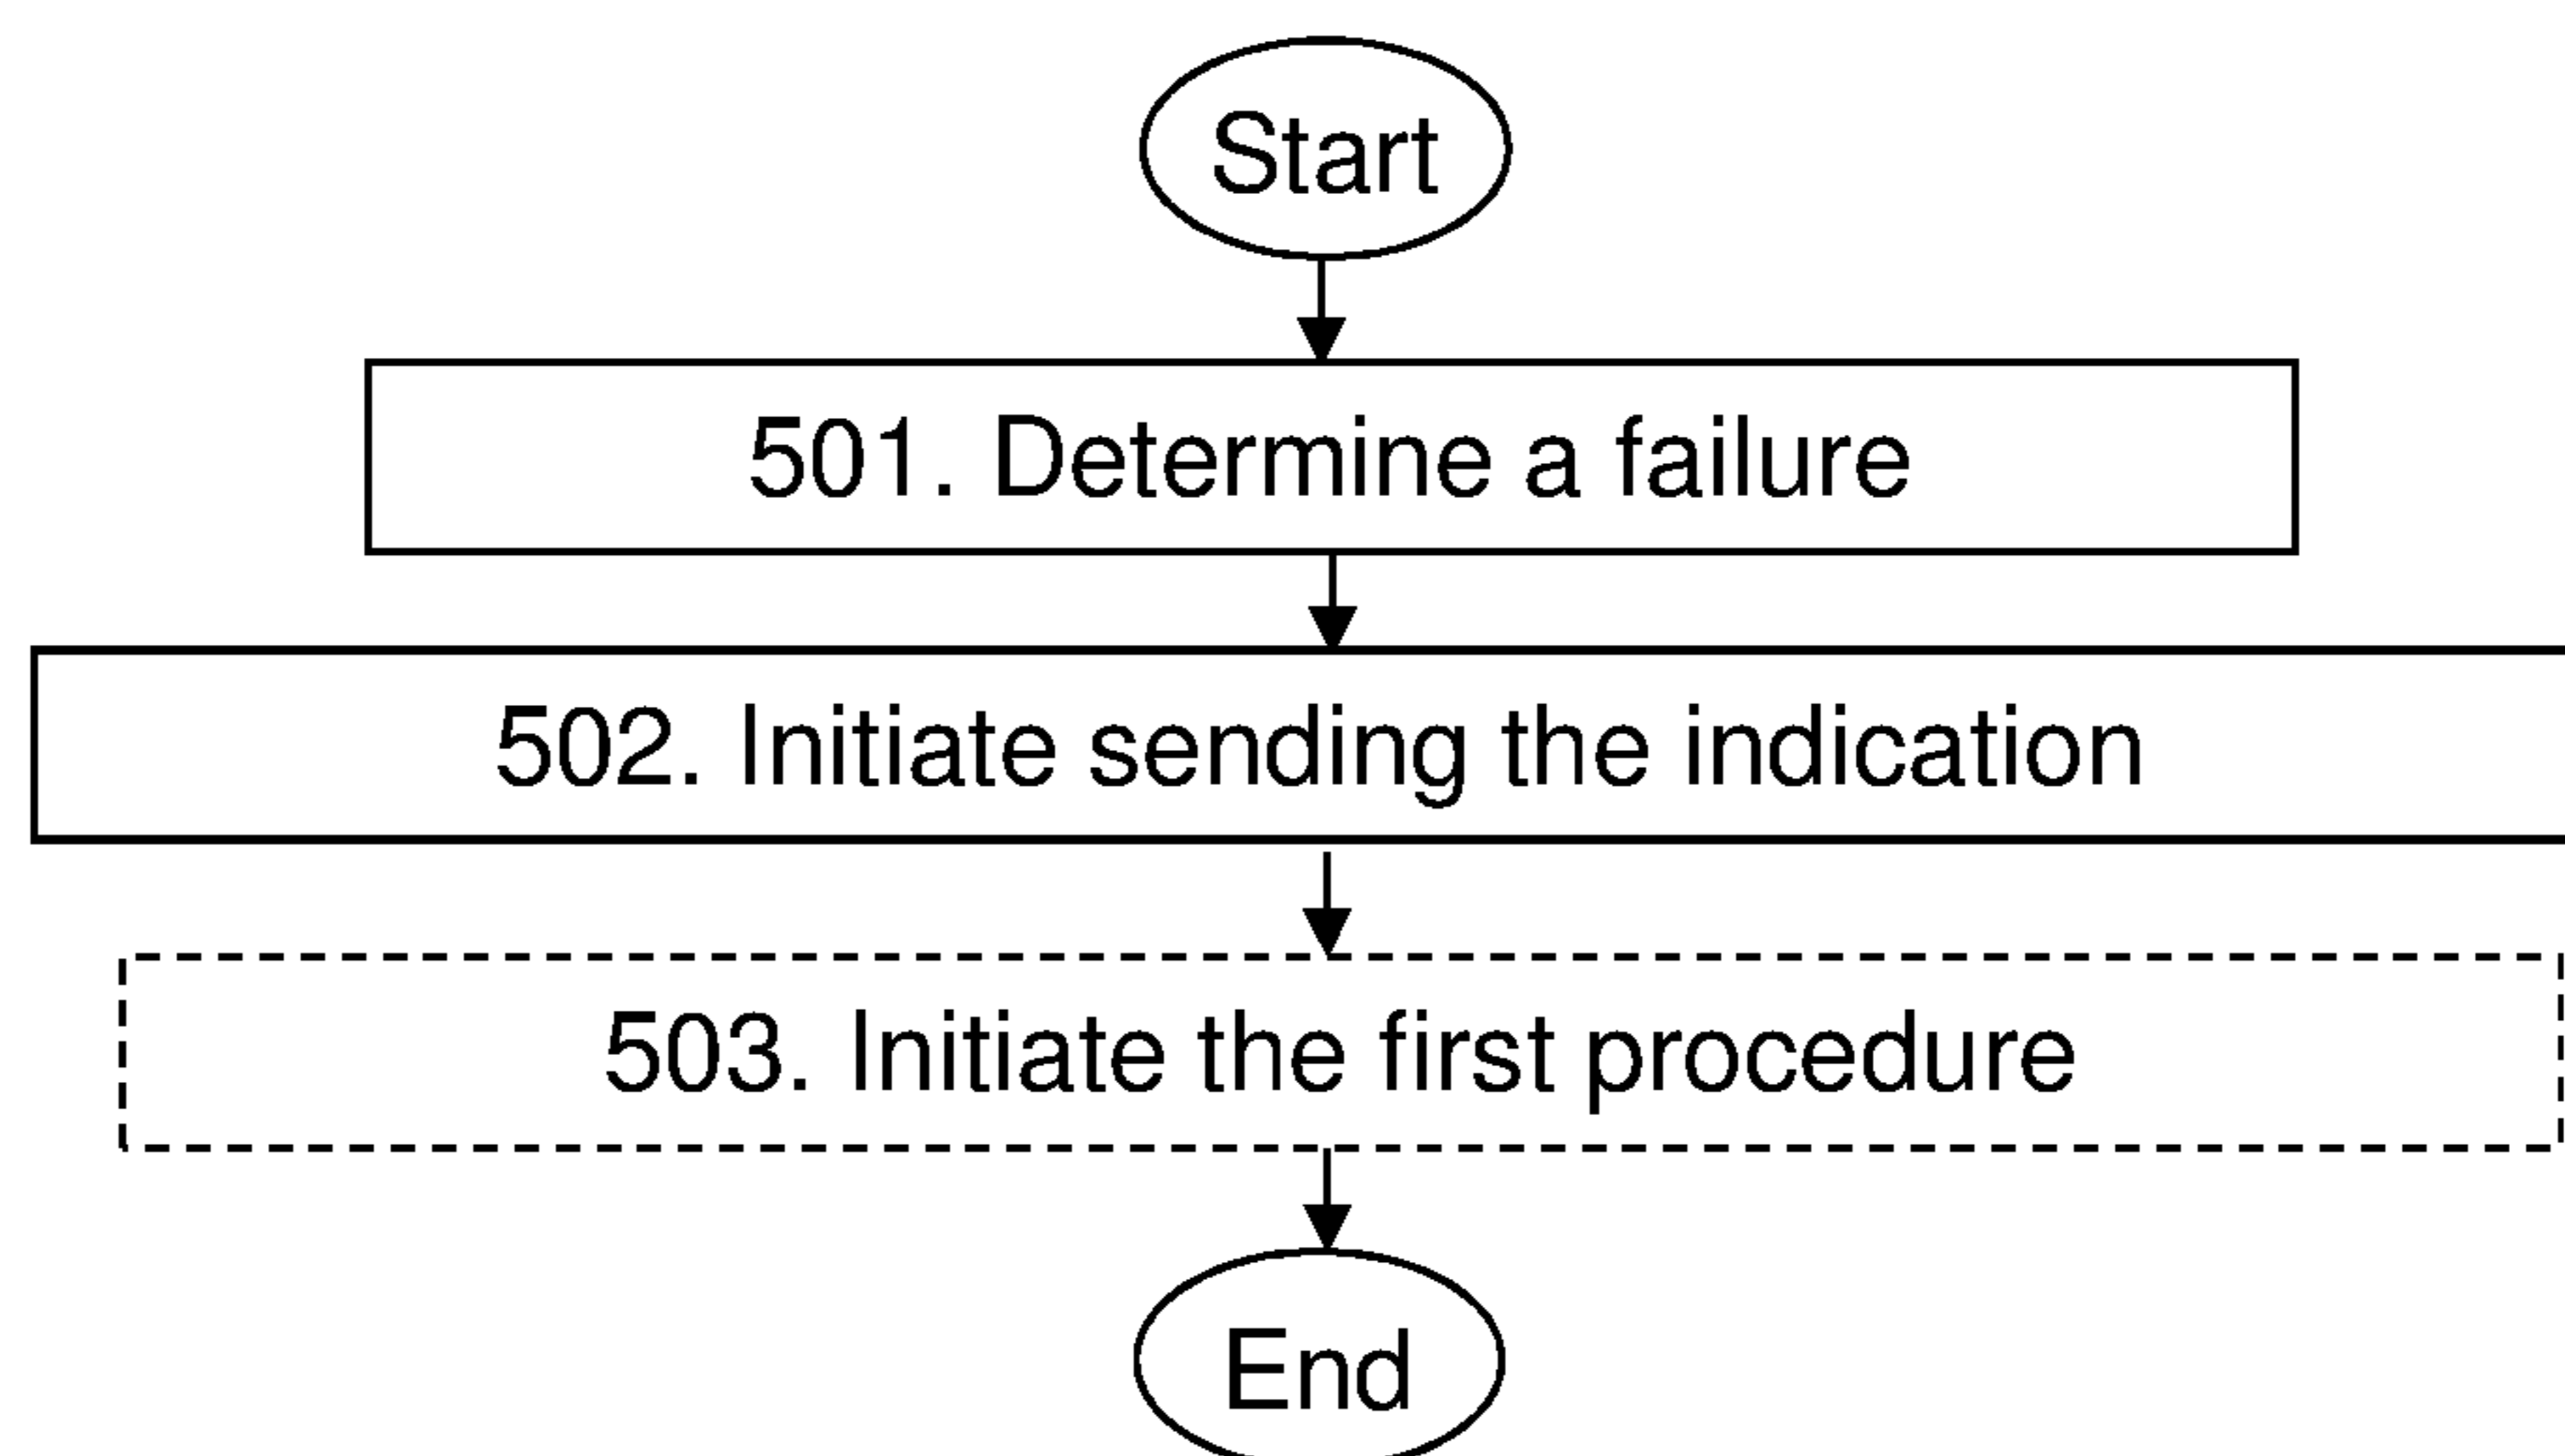 Start
501. Determine a failure
502. Initiate sending the indication
503. Initiate the first procedure
End